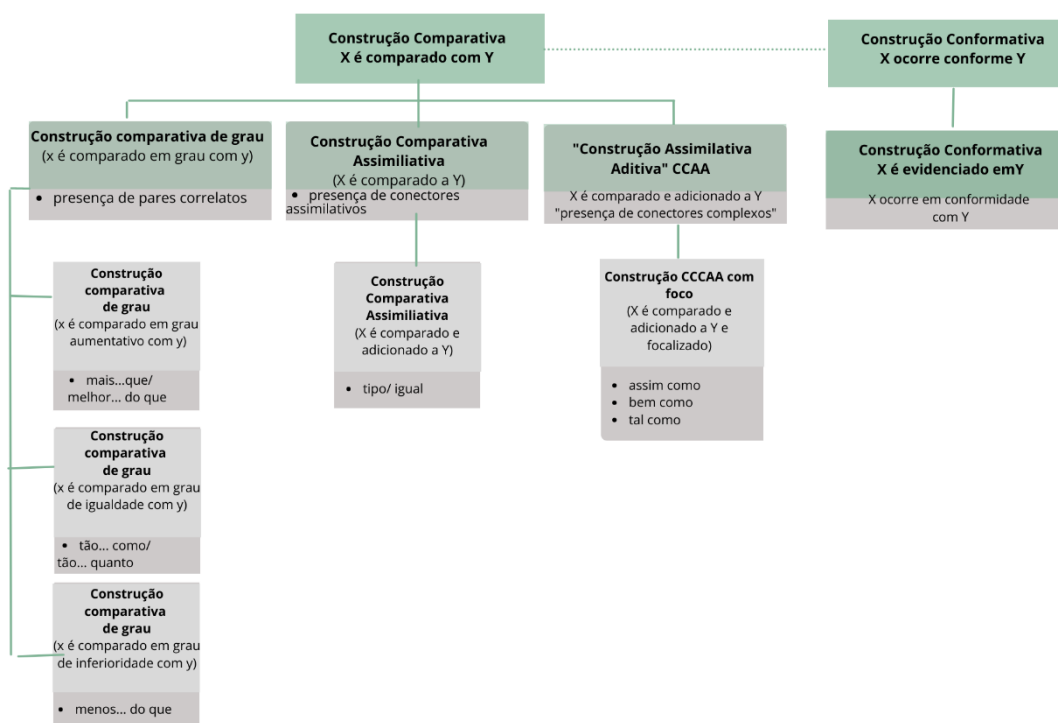 Construção Comparativa
X é comparado com Y
Construção Conformativa
X ocorre conforme Y
Construção comparativa de grau
(x é comparado em grau com y)
• presença de pares correlatos
Construção Comparativa
Assimiliativa
(X é comparado a Y)
• presença de conectores
assimilativos
"Construção Assimilativa
Aditiva" CCAA
X é comparado e adicionado a Y
"presença de conectores complexos"
Construção Conformativa
X é evidenciado emY
X ocorre em conformidade
com Y
Construção
comparativa
de grau
(x é comparado em grau
aumentativo com y)
• mais...que/
melhor... do que
Construção
Comparativa
Assimiliativa
(X é comparado e
adicionado a Y)
• tipo/ igual
Construção CCCAA com
foco
(X é comparado e
adicionado a Y e
focalizado)
• assim como
• bem como
• tal como
Construção
comparativa
de grau
(x é comparado em grau
de igualdade com y)
• tão... como/
tão... quanto
Construção
comparativa
de grau
(x é comparado em grau
de inferioridade com y)
• menos... do que